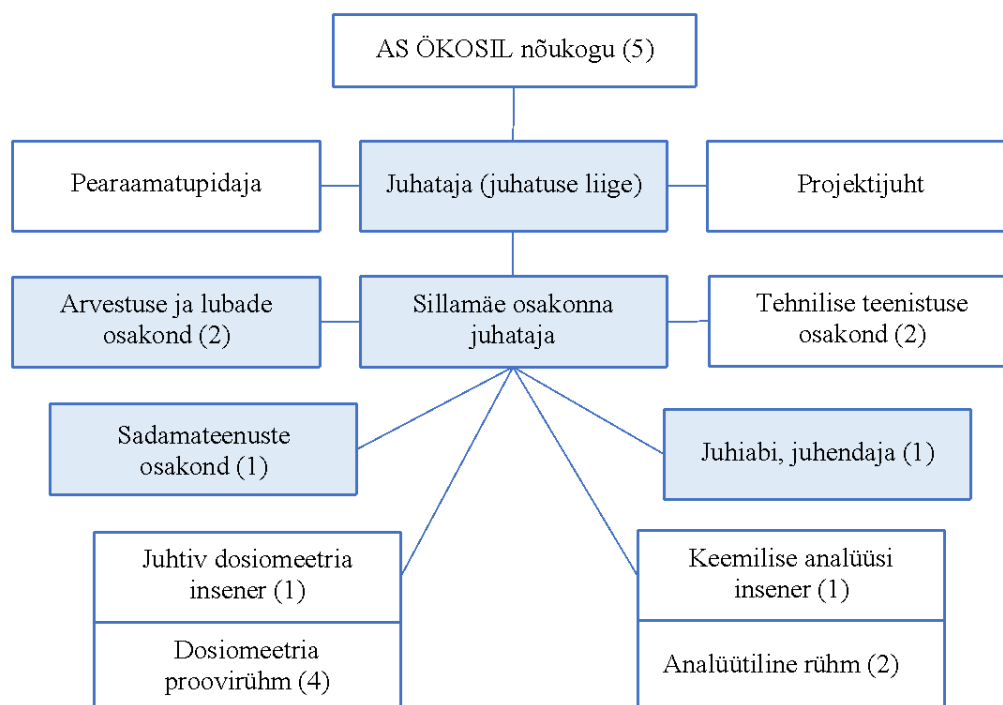 AS ÖKOSIL nõukogu (5)
Pearaamatupidaja
Juhataja (juhatuse liige)
Projektijuht
Arvestuse ja lubade
osakond (2)
Sillamäe osakonna
juhataja
Tehnilise teenistuse
osakond (2)
Sadamateenuste
osakond (1)
Juhiabi, juhendaja (1)
Juhtiv dosiomeetria
insener (1)
Dosiomeetria
proovirühm (4)
Keemilise analüüsi
insener (1)
Analüütiline rühm (2)